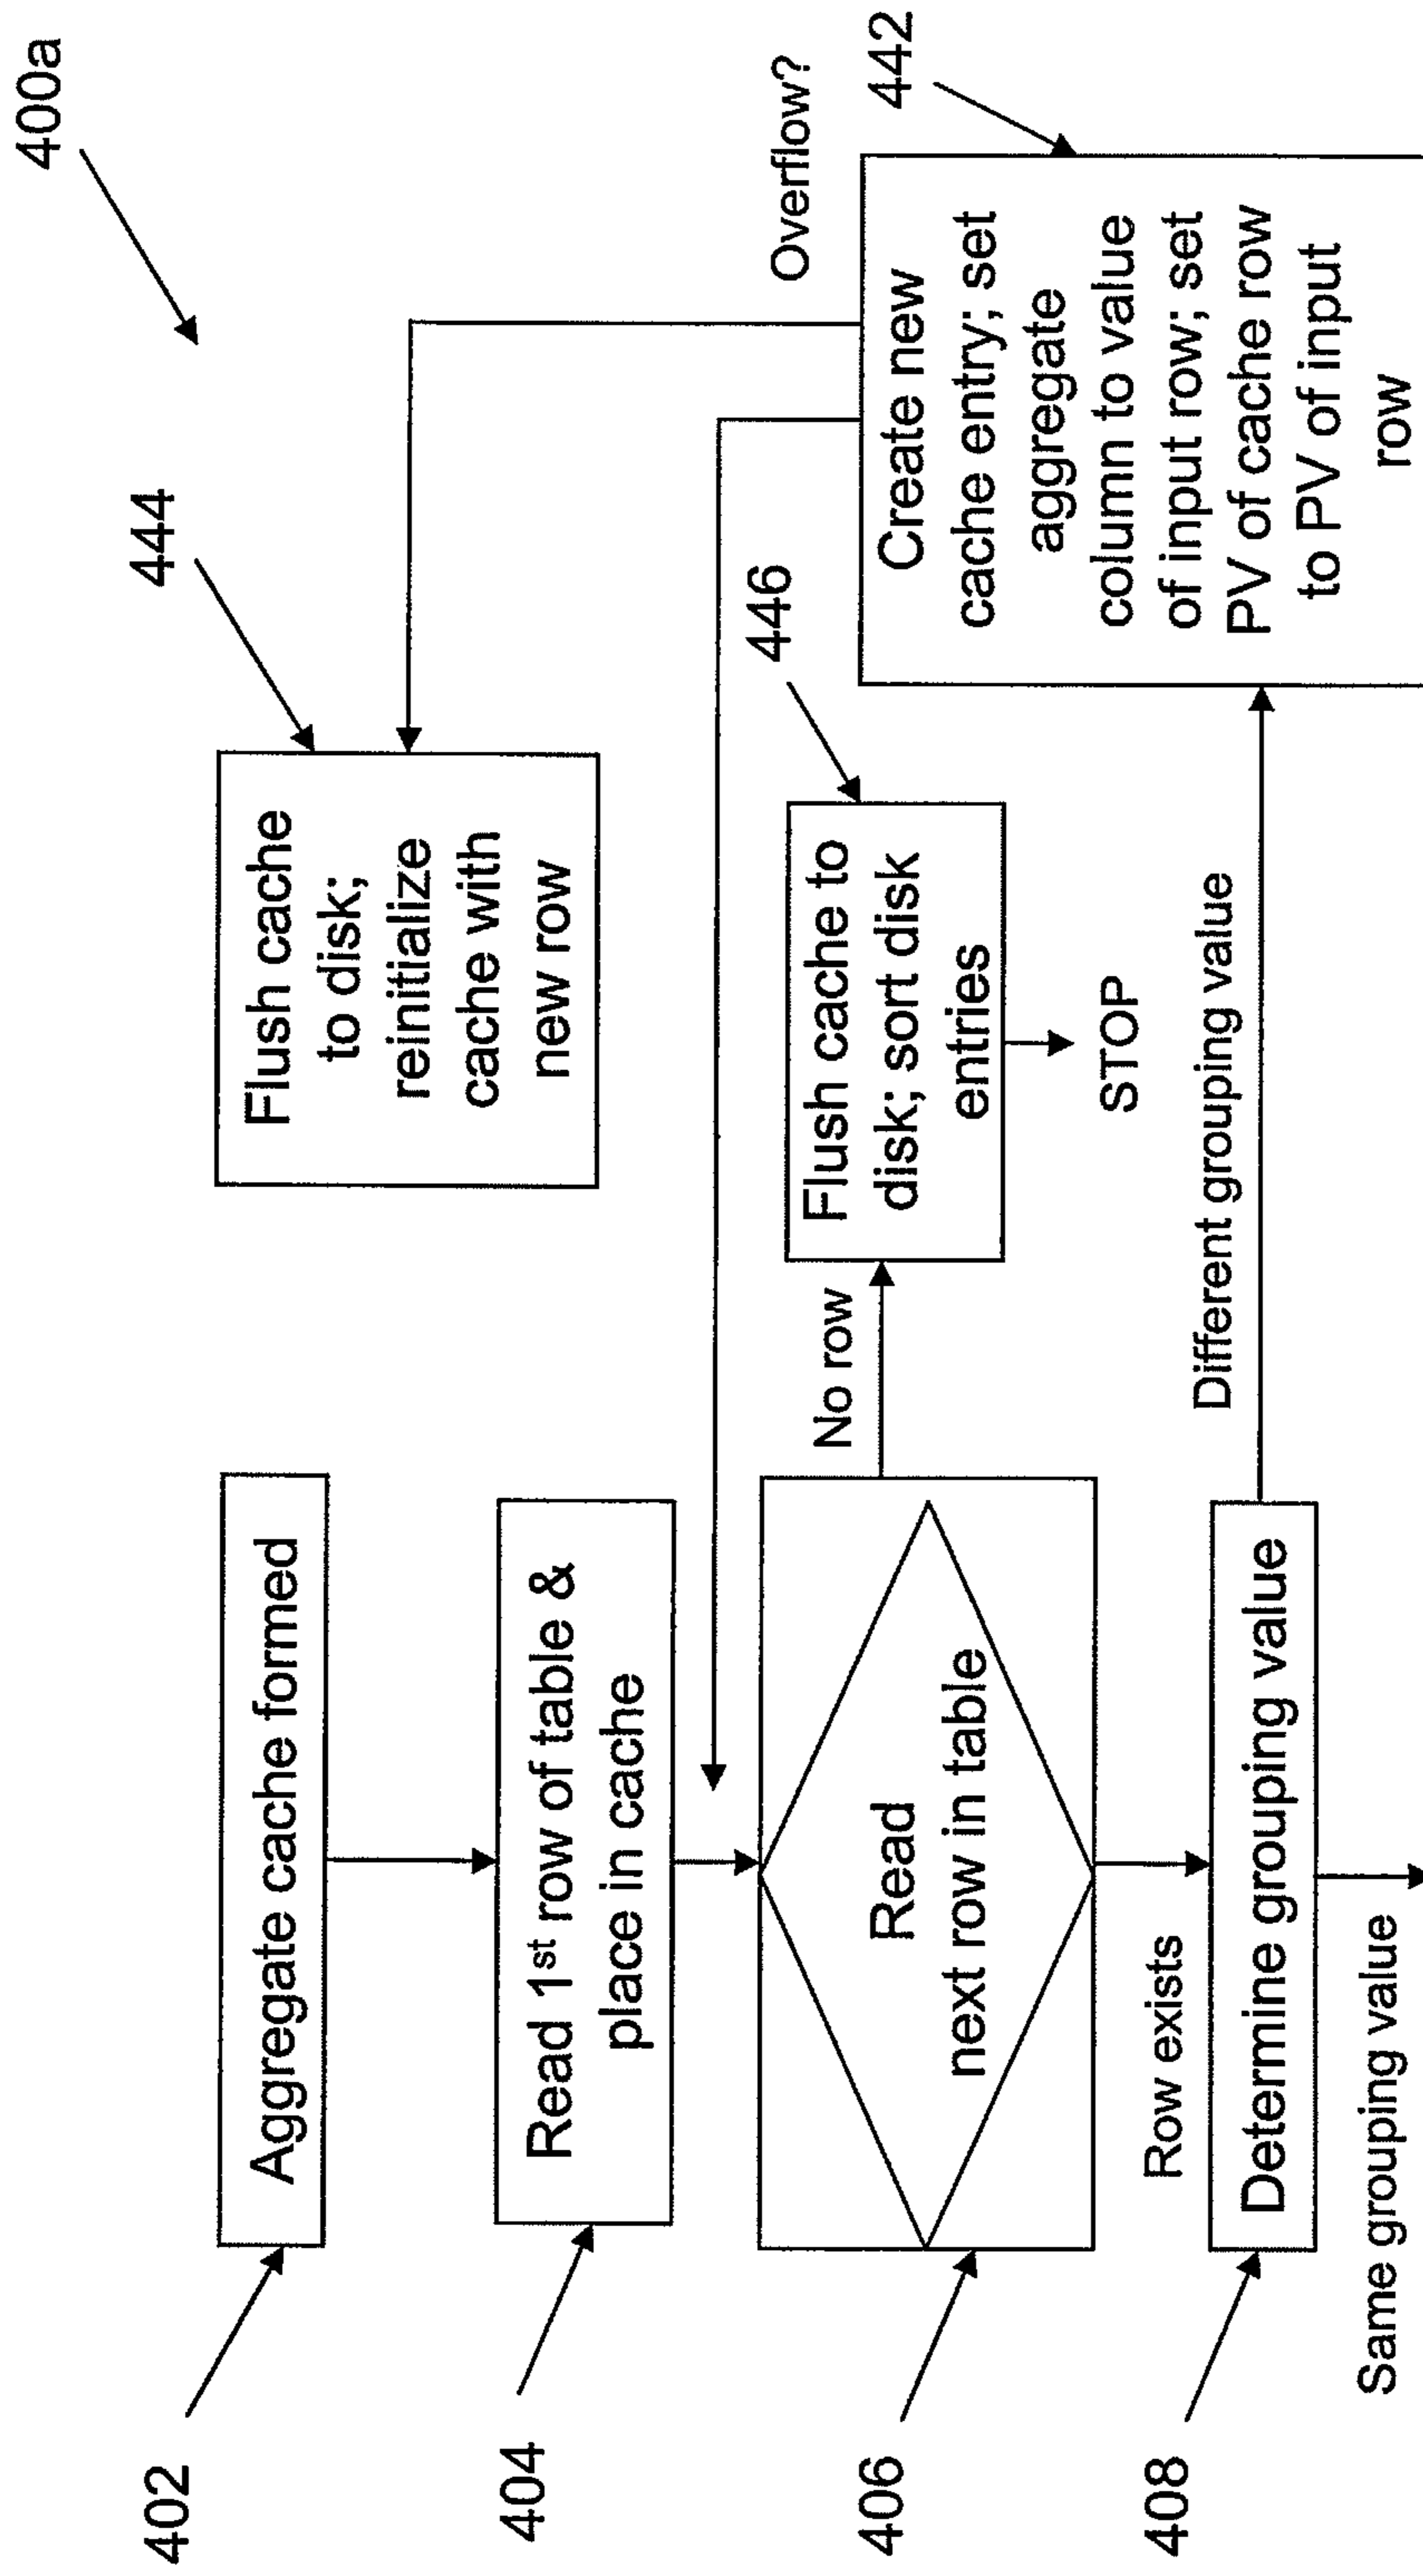 400a
402
Aggregate cache formed
444
Flush cache
to disk;
reinitialize
cache with
new row
404
Read 1st row of table &
place in cache
406
Read
next row in table
No row
446
Flush cache to
disk; sort disk
entries
STOP
Overflow?
442
Create new
cache entry; set
aggregate
column to value
of input row; set
PV of cache row
to PV of input
row
Row exists
408
Determine grouping value
Different grouping value
Same grouping value